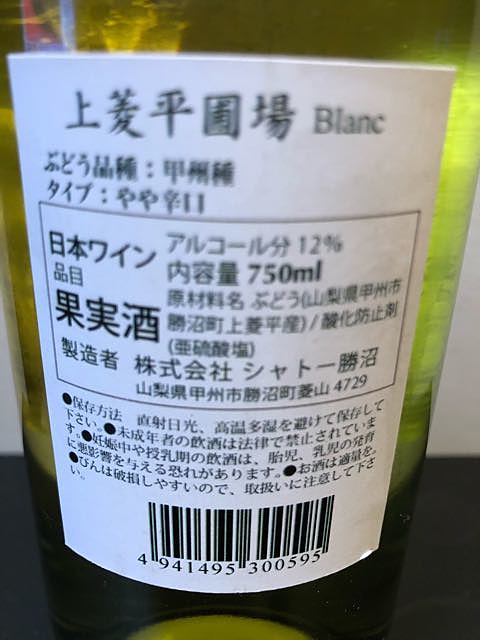 上菱平圃場 Blanc
ぶどう品種：甲州種
タイプ：やや辛口
日本ワイン アルコール分 12%
品目 内容量 750ml
果実酒 原材料名 ぶどう(山梨県甲州市
勝沼町上菱平産) / 酸化防止剤
(亜硫酸塩)
製造者 株式会社 シャトー勝沼
山梨県甲州市勝沼町菱山 4729
●保存方法 直射日光、高温多湿を避けて保存して
下さい。●未成年者の飲酒は法律で禁止されていま
す。●妊娠中や授乳期の飲酒は、胎児、乳児の発育
に悪影響を与える恐れがあります。●お酒は適量を。
●びんは破損しやすいので、取扱いに注意して下さ
い。
4 941495 300595